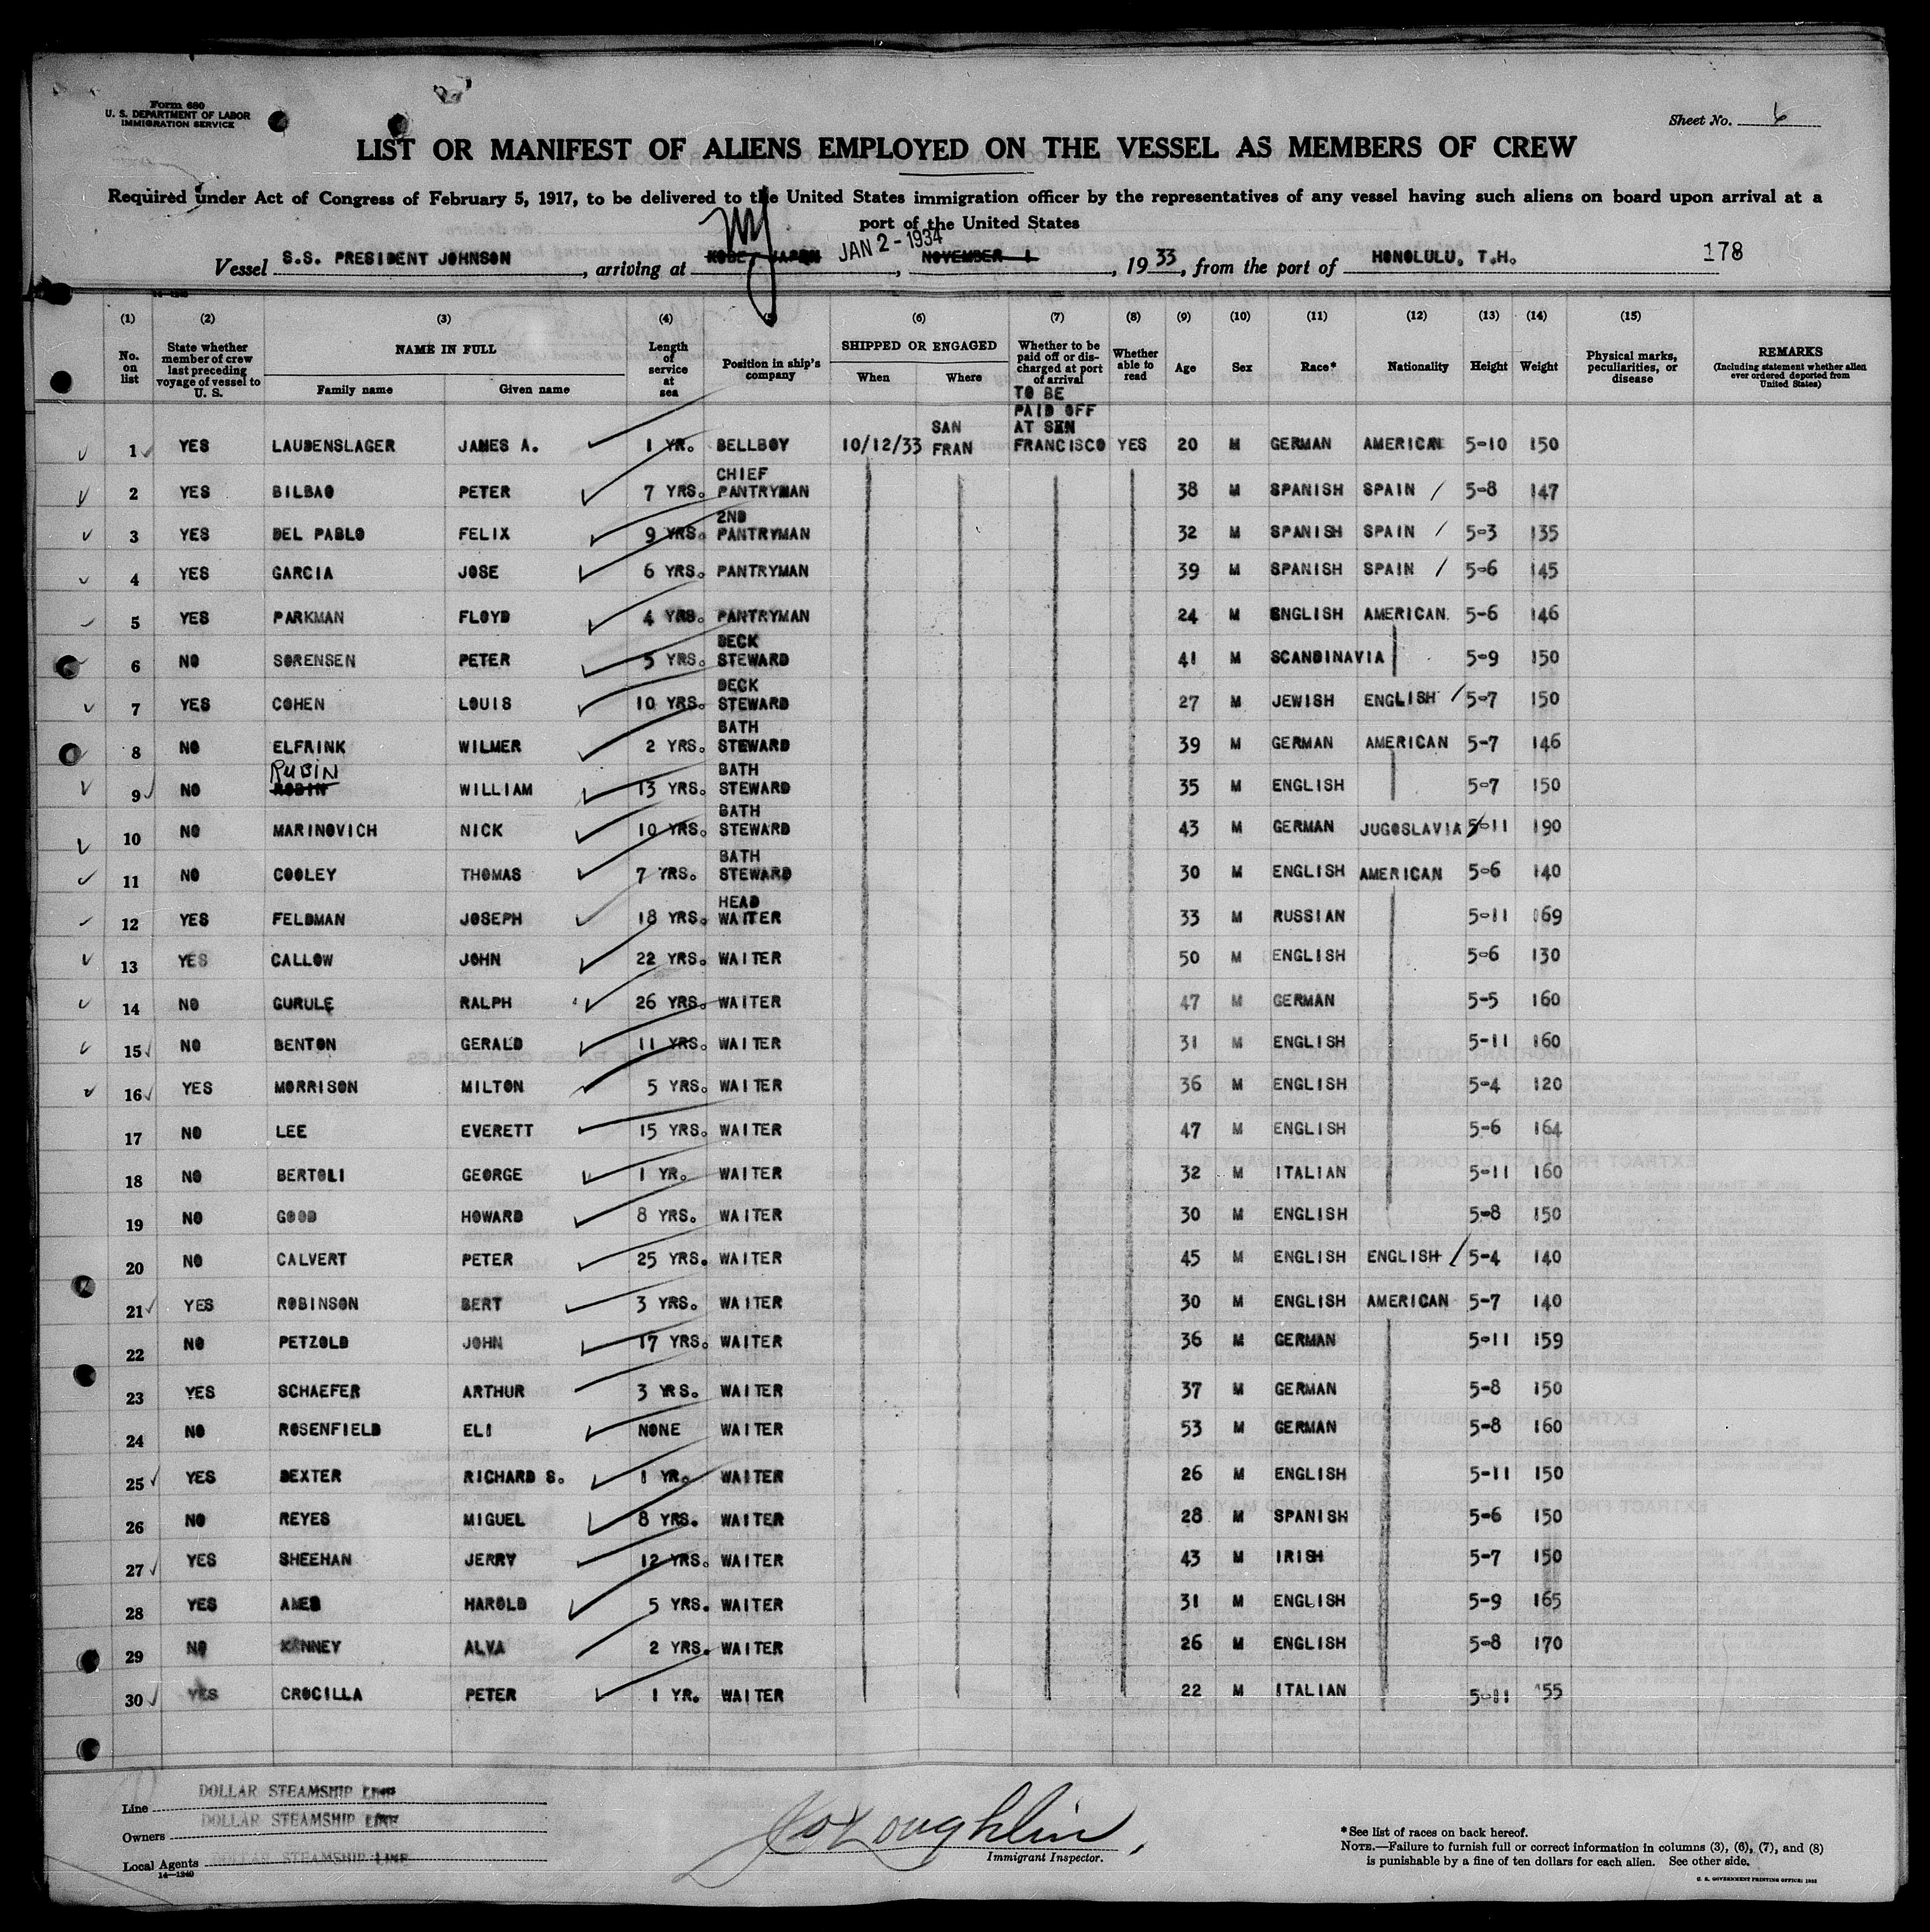 Form 680
U. S. DEPARTMENT OF LABOR
IMMIGRATION SERVICE
Sheet No. 6
LIST OR MANIFEST OF ALIENS EMPLOYED ON THE VESSEL AS MEMBERS OF CREW
Required under Act of Congress of February 5, 1917, to be delivered to the United States immigration officer by the representatives of any vessel having such aliens on board upon arrival at a
port of the United States
Vessel S.S. PRESIDENT JOHNSON, arriving at KOBE, JAPAN NY JAN 2 - 1934, NOVEMBER 1, 1933, from the port of HONOLULU, T.H. 178
(1) (2) (3) (4) (5) (6) (7) (8) (9) (10) (11) (12) (13) (14) (15)
No. on list
State whether member of crew last preceding voyage of vessel to U. S.
NAME IN FULL
Family name Given name
Length of service at sea
Position in ship's company
SHIPPED OR ENGAGED
When Where
Whether to be paid off or discharged at port of arrival
Whether able to read
Age Sex Race* Nationality Height Weight
Physical marks, peculiarities, or disease
REMARKS
(Including statement whether alien ever ordered deported from United States)
1 YES LAUBENSLAGER JAMES A. 1 YR. BELLBOY 10/12/33 SAN FRAN TO BE PAID OFF AT SAN FRANCISCO YES 20 M GERMAN AMERICAN 5-10 150
2 YES BILBAO PETER 7 YRS. CHIEF PANTRYMAN 38 M SPANISH SPAIN 5-8 147
3 YES DEL PABLO FELIX 9 YRS. 2ND PANTRYMAN 32 M SPANISH SPAIN 5-3 135
4 YES GARCIA JOSE 6 YRS. PANTRYMAN 39 M SPANISH SPAIN 5-6 145
5 YES PARKMAN FLOYD 4 YRS. PANTRYMAN 24 M ENGLISH AMERICAN 5-6 146
6 NO SORENSEN PETER 5 YRS. DECK STEWARD 41 M SCANDINAVIA 5-9 150
7 YES COHEN LOUIS 10 YRS. DECK STEWARD 27 M JEWISH ENGLISH 5-7 150
8 NO ELFRINK WILMER 2 YRS. BATH STEWARD 39 M GERMAN AMERICAN 5-7 146
9 NO RUBIN WILLIAM 13 YRS. BATH STEWARD 35 M ENGLISH 5-7 150
10 NO MARINOVICH NICK 10 YRS. BATH STEWARD 43 M GERMAN JUGOSLAVIA 5-11 190
11 NO COOLEY THOMAS 7 YRS. BATH STEWARD 30 M ENGLISH AMERICAN 5-6 140
12 YES FELDMAN JOSEPH 18 YRS. HEAD WAITER 33 M RUSSIAN 5-11 169
13 YES CALLOW JOHN 22 YRS. WAITER 50 M ENGLISH 5-6 130
14 NO GURULE RALPH 26 YRS. WAITER 47 M GERMAN 5-5 160
15 NO BENTON GERALD 11 YRS. WAITER 31 M ENGLISH 5-11 160
16 YES MORRISON MILTON 5 YRS. WAITER 36 M ENGLISH 5-4 120
17 NO LEE EVERETT 15 YRS. WAITER 47 M ENGLISH 5-6 164
18 NO BERTOLI GEORGE 1 YR. WAITER 32 M ITALIAN 5-11 160
19 NO GOOD HOWARD 8 YRS. WAITER 30 M ENGLISH 5-8 150
20 NO CALVERT PETER 25 YRS. WAITER 45 M ENGLISH ENGLISH 5-4 140
21 YES ROBINSON BERT 3 YRS. WAITER 30 M ENGLISH AMERICAN 5-7 140
22 NO PETZOLD JOHN 17 YRS. WAITER 36 M GERMAN 5-11 159
23 YES SCHAEFER ARTHUR 3 YRS. WAITER 37 M GERMAN 5-8 150
24 NO ROSENFIELD ELI NONE WAITER 53 M GERMAN 5-8 160
25 YES DEXTER RICHARD S. 1 YR. WAITER 26 M ENGLISH 5-11 150
26 NO REYES MIGUEL 8 YRS. WAITER 28 M SPANISH 5-6 150
27 YES SHEEHAN JERRY 12 YRS. WAITER 43 M IRISH 5-7 150
28 YES HAROLD 5 YRS. WAITER 31 M ENGLISH 5-9 165
29 NO KANNEY ALVA 2 YRS. WAITER 26 M ENGLISH 5-8 170
30 YES CROCILLA PETER 1 YR. WAITER 22 M ITALIAN 5-11 155
Line DOLLAR STEAMSHIP LINE
Owners DOLLAR STEAMSHIP LINE
Local Agents DOLLAR STEAMSHIP LINE
14—1240
Immigrant Inspector.
*See list of races on back hereof.
NOTE.—Failure to furnish full or correct information in columns (3), (6), (7), and (8)
is punishable by a fine of ten dollars for each alien. See other side.
U. S. GOVERNMENT PRINTING OFFICE: 1932